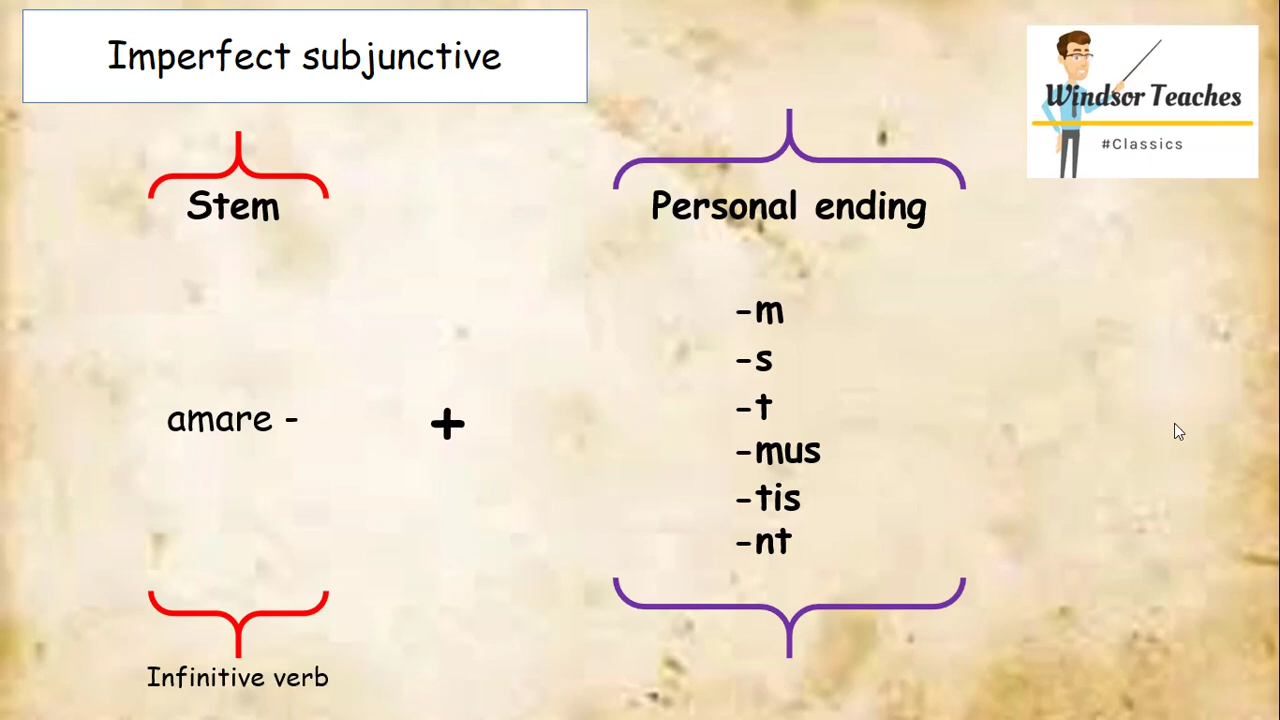 Imperfect subjunctive
Windsor Teaches
#Classics
Stem
Personal ending
-m
-s
-t
amare - +
-mus
-tis
-nt
Infinitive verb